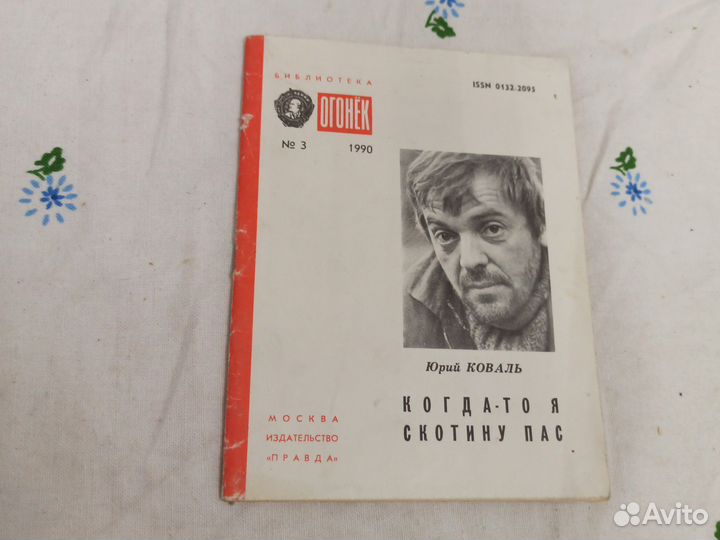 БИБЛИОТЕКА
ISSN 0132-2095
ОГОНЁК
№ 3 1990
Юрий КОВАЛЬ
КОГДА-ТО Я
СКОТИНУ ПАС
МОСКВА
ИЗДАТЕЛЬСТВО
«ПРАВДА»
Avito